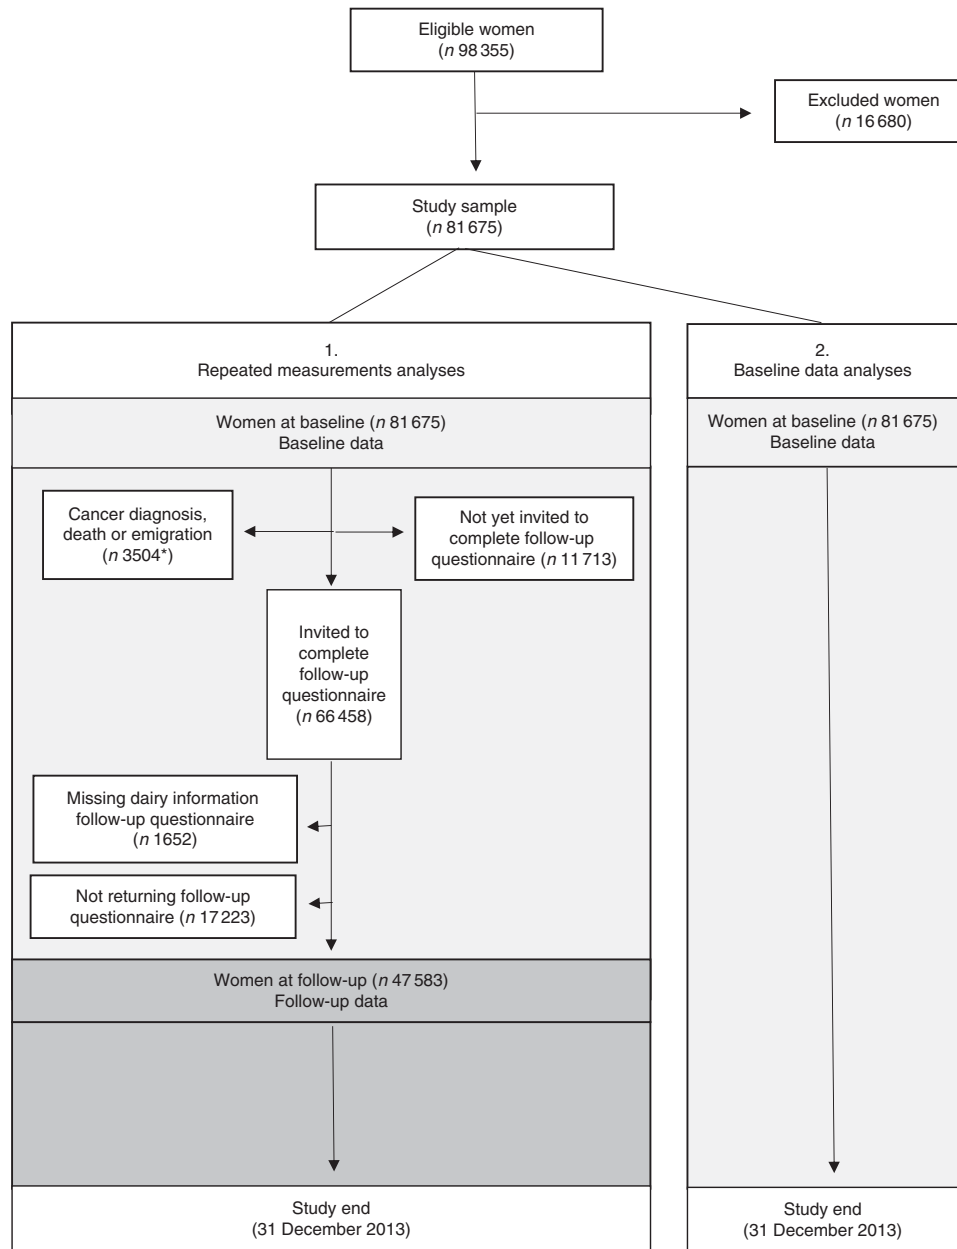 Eligible women
(n 98 355)
Excluded women
(n 16 680)
Study sample
(n 81 675)
1.
Repeated measurements analyses
2.
Baseline data analyses
Women at baseline (n 81 675)
Baseline data
Women at baseline (n 81 675)
Baseline data
Cancer diagnosis,
death or emigration
(n 3504*)
Not yet invited to
complete follow-up
questionnaire (n 11 713)
Invited to
complete
follow-up
questionnaire
(n 66 458)
Missing dairy information
follow-up questionnaire
(n 1652)
Not returning follow-up
questionnaire (n 17 223)
Women at follow-up (n 47 583)
Follow-up data
Study end
(31 December 2013)
Study end
(31 December 2013)